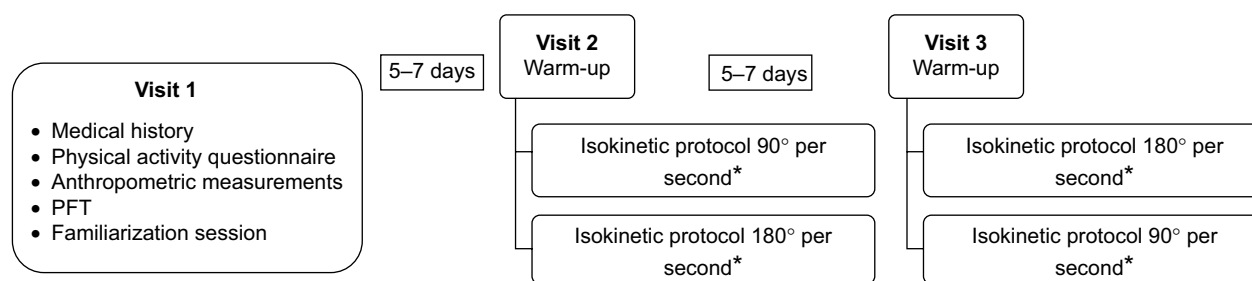 Visit 1
• Medical history
• Physical activity questionnaire
• Anthropometric measurements
• PFT
• Familiarization session
5–7 days
Visit 2
Warm-up
Isokinetic protocol 90° per
second*
Isokinetic protocol 180° per
second*
5–7 days
Visit 3
Warm-up
Isokinetic protocol 180° per
second*
Isokinetic protocol 90° per
second*